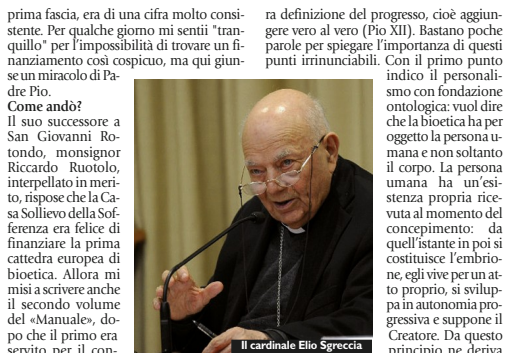 prima fascia, era di una cifra molto consi-
stente. Per qualche giorno mi sentii "tran-
quillo" per l'impossibilità di trovare un fi-
nanziamento così cospicuo, ma qui giun-
se un miracolo di Pa-
dre Pio.
Come andò?
Il suo successore a
San Giovanni Ro-
tondo, monsignor
Riccardo Ruotolo,
interpellato in meri-
to, rispose che la Ca-
sa Sollievo della Sof-
ferenza era felice di
finanziare la prima
cattedra europea di
bioetica. Allora mi
misi a scrivere anche
il secondo volume
del «Manuale», do-
po che il primo era
servito per il con-
ra definizione del progresso, cioè aggiun-
gere vero al vero (Pio XII). Bastano poche
parole per spiegare l'importanza di questi
punti irrinunciabili. Con il primo punto
indico il personali-
smo con fondazione
ontologica: vuol dire
che la bioetica ha per
oggetto la persona u-
mana e non soltanto
il corpo. La persona
umana ha un'esi-
stenza propria rice-
vuta al momento del
concepimento: da
quell'istante in poi si
costituisce l'embrio-
ne, egli vive per un at-
to proprio, si svilup-
pa in autonomia pro-
gressiva e suppone il
Creatore. Da questo
principio ne deriva
Il cardinale Elio Sgreccia